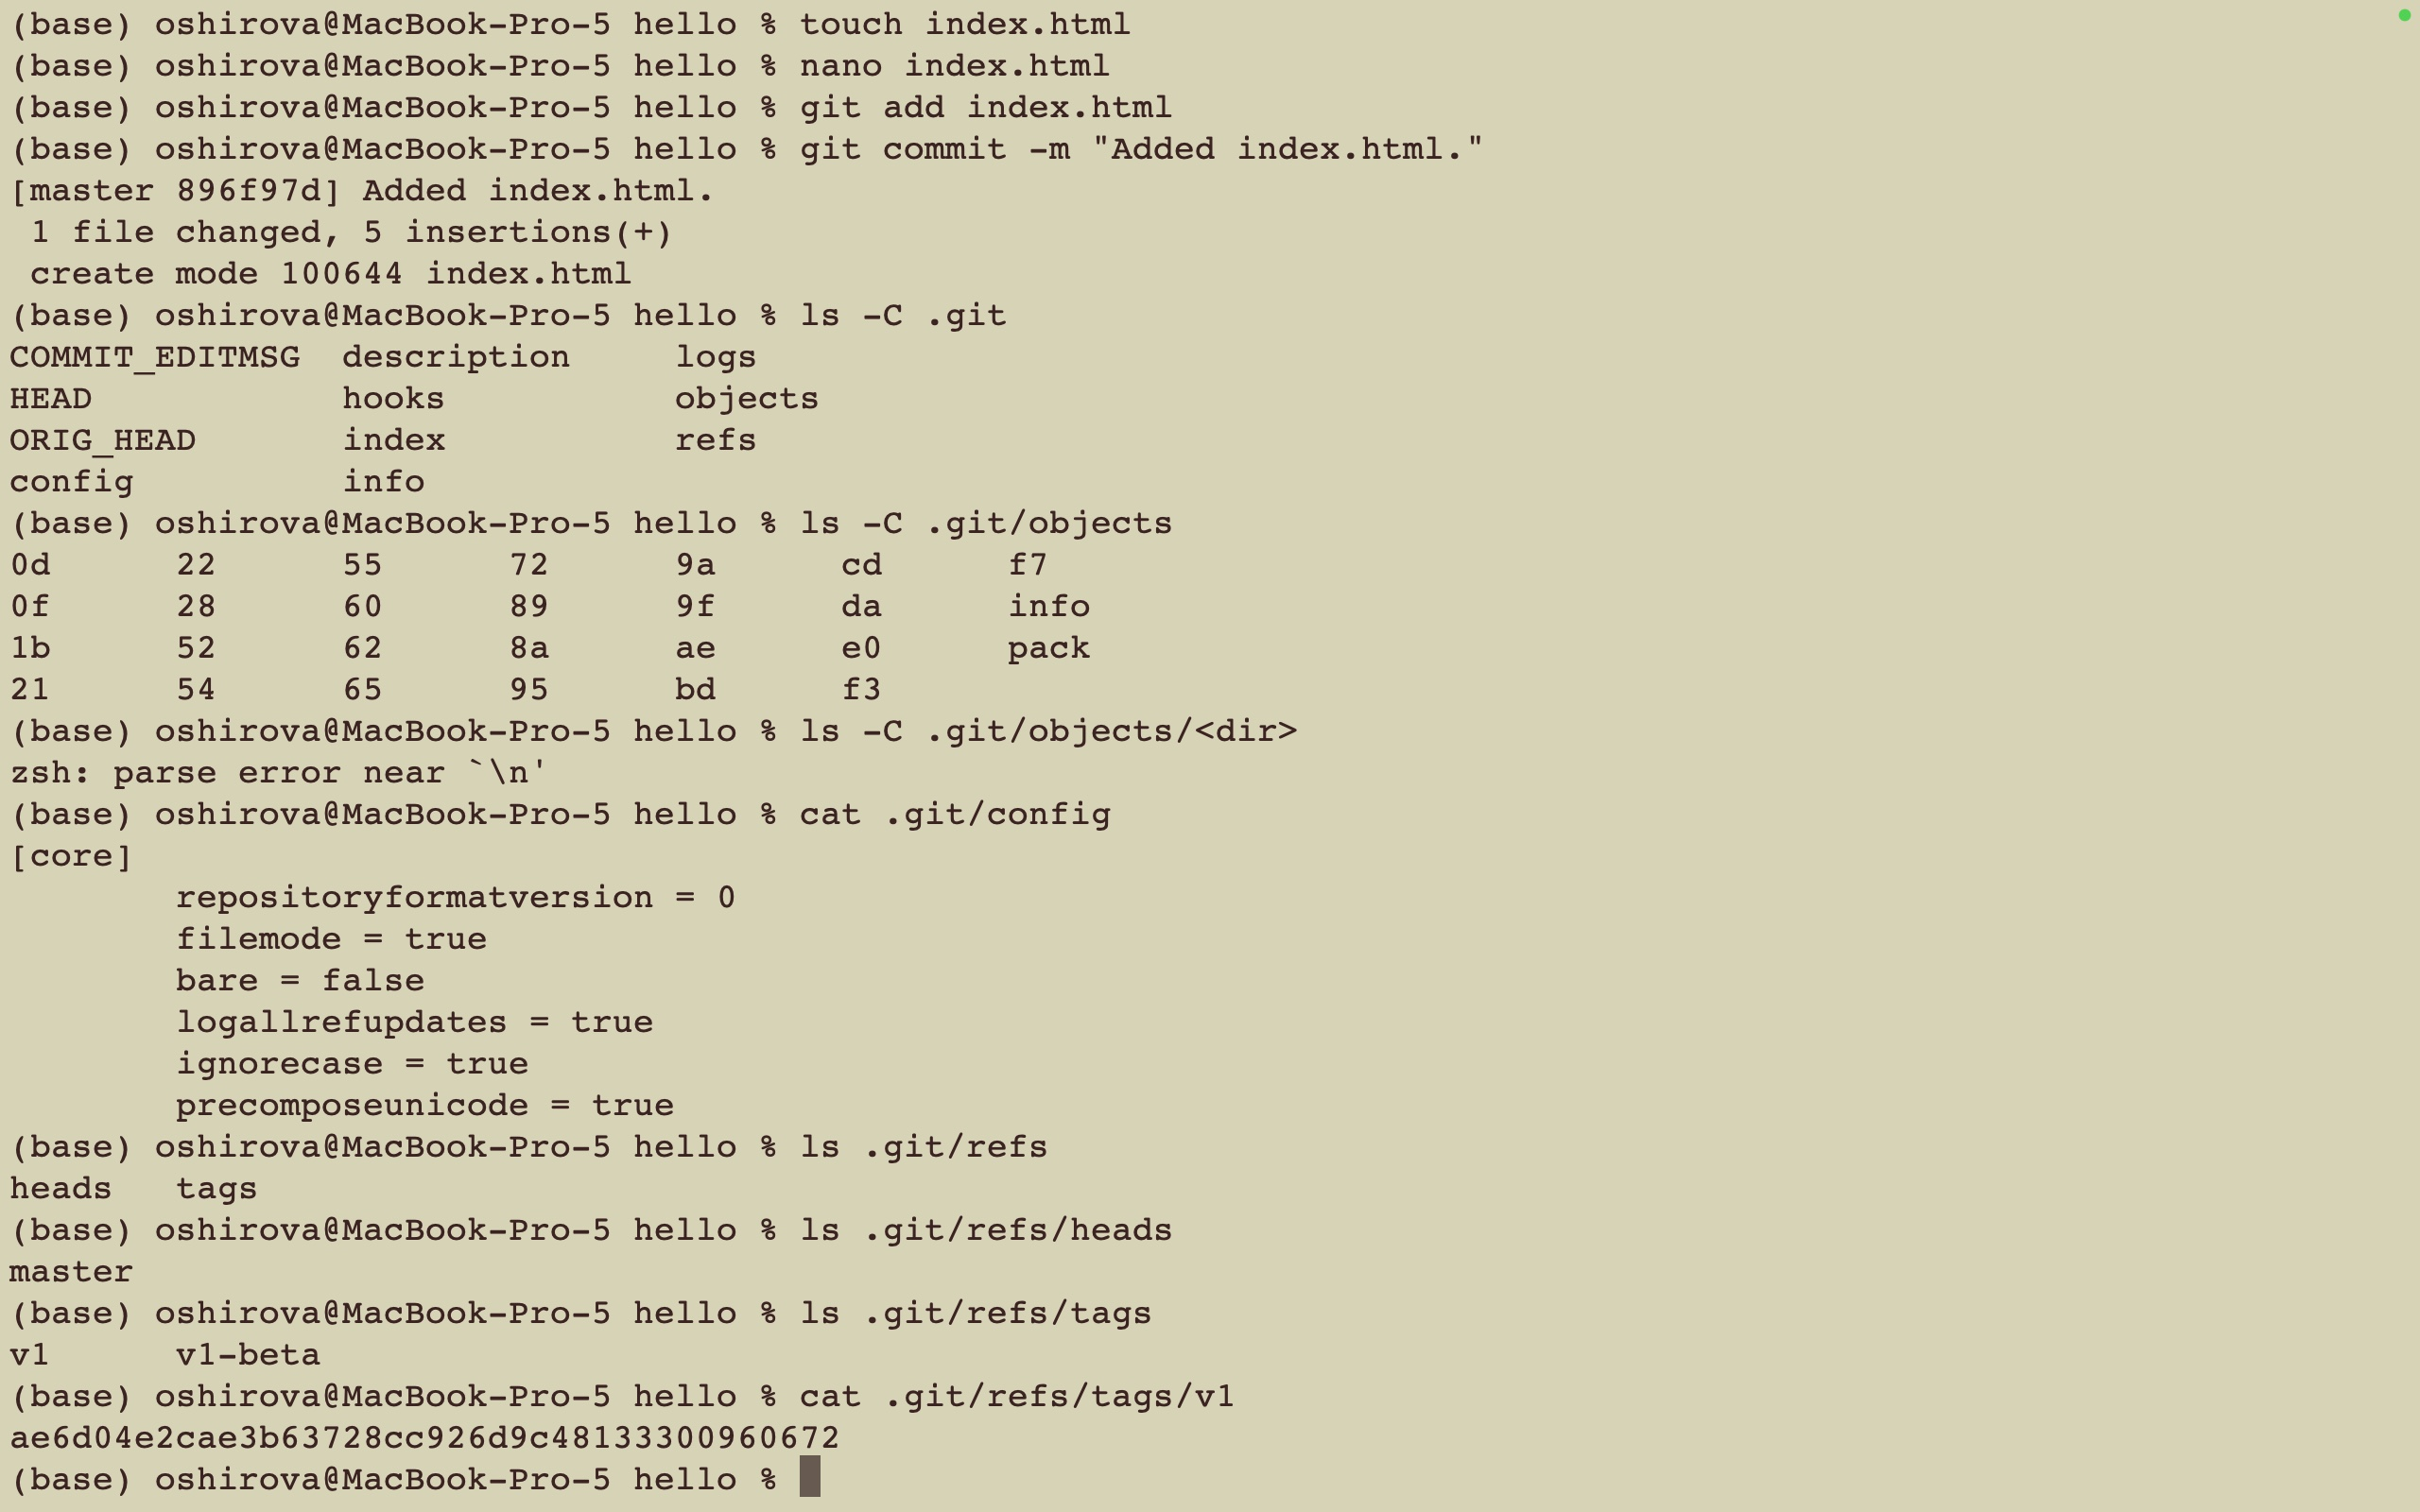 (base) oshirova@MacBook-Pro-5 hello % touch index.html
(base) oshirova@MacBook-Pro-5 hello % nano index.html
(base) oshirova@MacBook-Pro-5 hello % git add index.html
(base) oshirova@MacBook-Pro-5 hello % git commit -m "Added index.html."
[master 896f97d] Added index.html.
 1 file changed, 5 insertions(+)
 create mode 100644 index.html
(base) oshirova@MacBook-Pro-5 hello % ls -C .git
COMMIT_EDITMSG  description     logs
HEAD            hooks           objects
ORIG_HEAD       index           refs
config          info
(base) oshirova@MacBook-Pro-5 hello % ls -C .git/objects
0d      22      55      72      9a      cd      f7
0f      28      60      89      9f      da      info
1b      52      62      8a      ae      e0      pack
21      54      65      95      bd      f3
(base) oshirova@MacBook-Pro-5 hello % ls -C .git/objects/<dir>
zsh: parse error near `\n'
(base) oshirova@MacBook-Pro-5 hello % cat .git/config
[core]
        repositoryformatversion = 0
        filemode = true
        bare = false
        logallrefupdates = true
        ignorecase = true
        precomposeunicode = true
(base) oshirova@MacBook-Pro-5 hello % ls .git/refs
heads   tags
(base) oshirova@MacBook-Pro-5 hello % ls .git/refs/heads
master
(base) oshirova@MacBook-Pro-5 hello % ls .git/refs/tags
v1      v1-beta
(base) oshirova@MacBook-Pro-5 hello % cat .git/refs/tags/v1
ae6d04e2cae3b63728cc926d9c48133300960672
(base) oshirova@MacBook-Pro-5 hello %